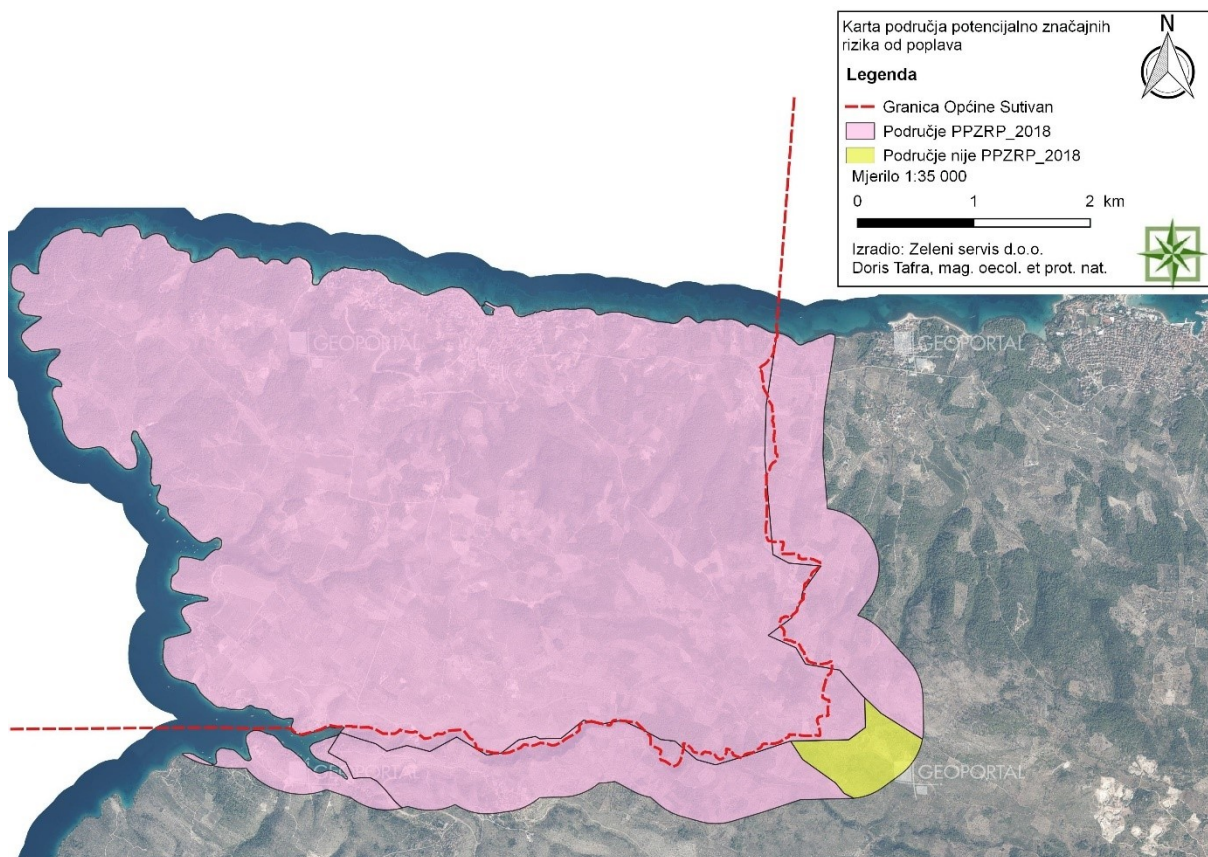 Karta područja potencijalno značajnih
rizika od poplava
N
Legenda
Granica Općine Sutivan
Područje PPZRP_2018
Područje nije PPZRP_2018
Mjerilo 1:35 000
0 1 2 km
Izradio: Zeleni servis d.o.o.
Doris Tafra, mag. oecol. et prot. nat.
GEOPORTAL
GEOPORTAL
GEOPORTAL
GEOPORTAL